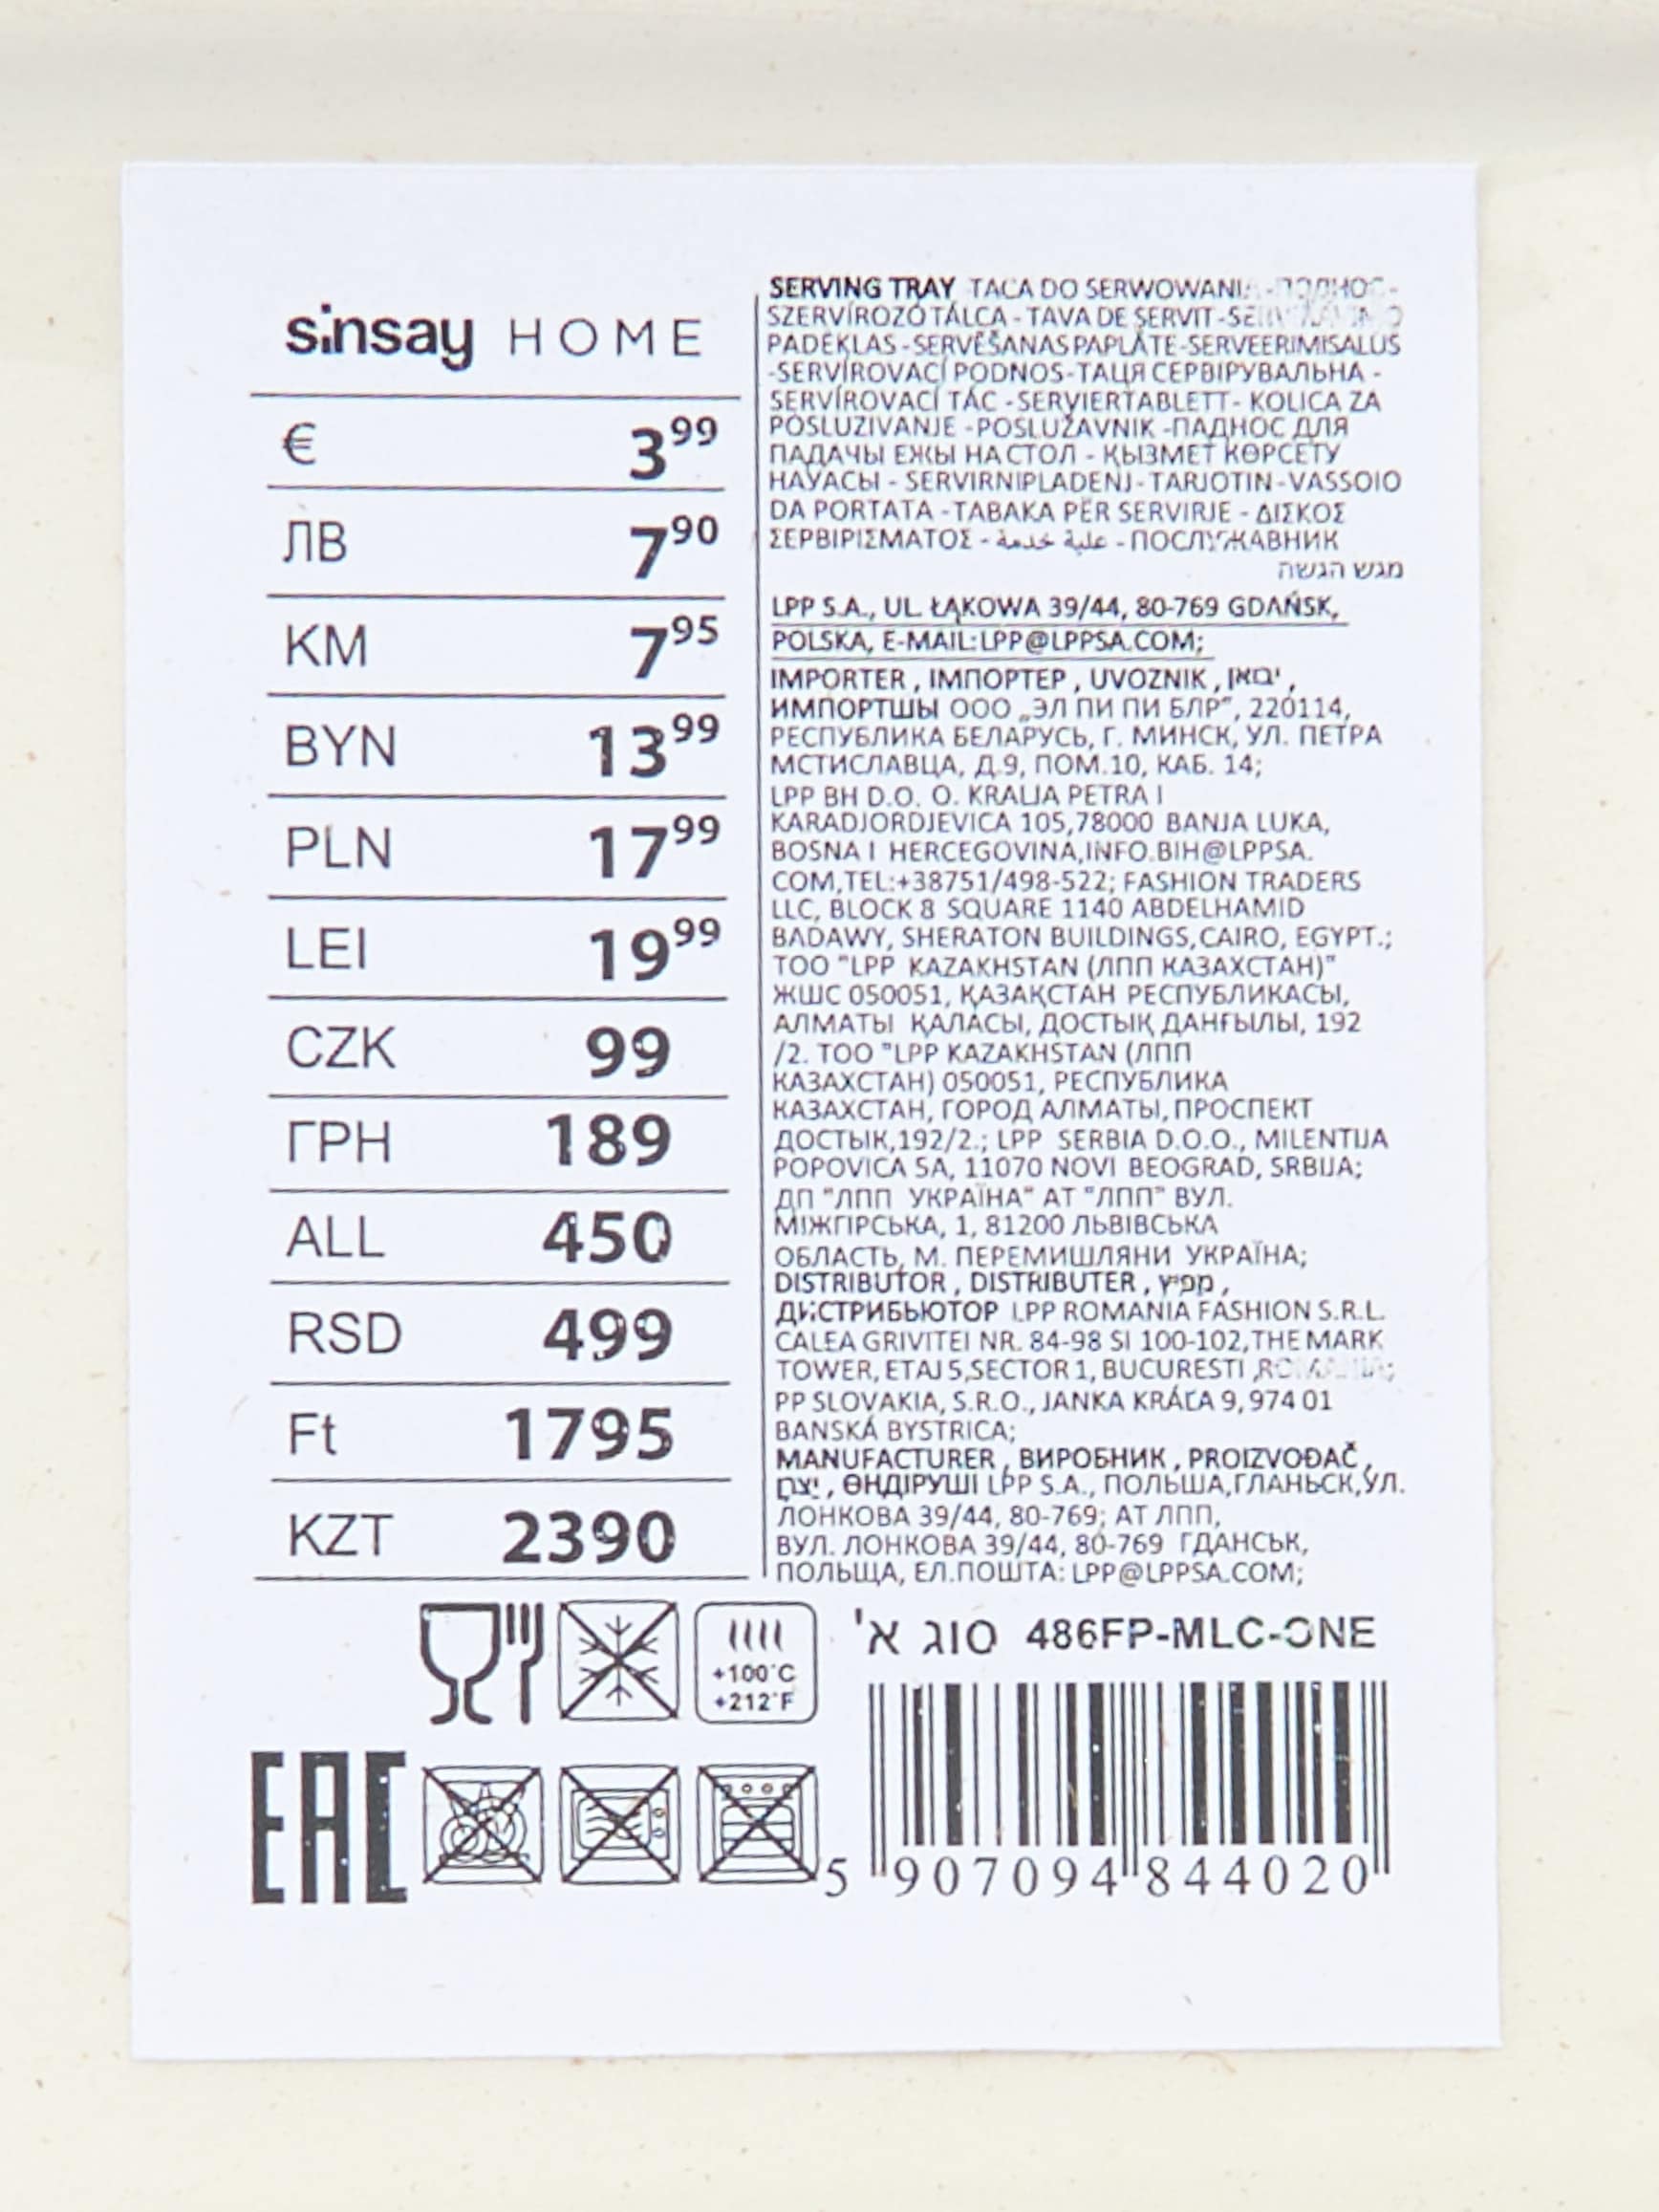 sinsay HOME
€ 3⁹⁹
ЛВ 7⁹⁰
KM 7⁹⁵
BYN 13⁹⁹
PLN 17⁹⁹
LEI 19⁹⁹
CZK 99
ГРН 189
ALL 450
RSD 499
Ft 1795
KZT 2390
SERVING TRAY TACA DO SERWOWANIA - ПОДНОС -
SZERVÍROZÓ TÁLCA - TAVA DE SERVIT -
PADĖKLAS - SERVĒŠANAS PAPLĀTE - SERVEERIMISALUS
-SERVÍROVACÍ PODNOS - ТАЦЯ СЕРВІРУВАЛЬНА -
SERVÍROVACÍ TÁC - SERVIERTABLETT - KOLICA ZA
POSLUZIVANJE - POSLUŽAVNIK - ПАДНОС ДЛЯ
ПАДАЧЫ ЕЖЫ НА СТОЛ - ҚЫЗМЕТ КӨРСЕТУ
НАУАСЫ - SERVIRNIPLADENJ - TARJOTIN - VASSOIO
DA PORTATA - TABAKA PËR SERVIRJE - ΔΙΣΚΟΣ
ΣΕΡΒΙΡΙΣΜΑΤΟΣ - علبة خدمة - ПОСЛУЖАВНИК
מגש הגשה
LPP S.A., UL. ŁĄKOWA 39/44, 80-769 GDAŃSK,
POLSKA, E-MAIL:LPP@LPPSA.COM;
IMPORTER , ІМПОРТЕР , UVOZNIK , יבואן ,
ИМПОРТШЫ ООО „ЭЛ ПИ ПИ БЛР”, 220114,
РЕСПУБЛИКА БЕЛАРУСЬ, Г. МИНСК, УЛ. ПЕТРА
МСТИСЛАВЦА, Д.9, ПОМ.10, КАБ. 14;
LPP BH D.O. O. KRALJA PETRA I
KARADJORDJEVICA 105,78000 BANJA LUKA,
BOSNA I HERCEGOVINA,INFO.BIH@LPPSA.
COM,TEL:+38751/498-522; FASHION TRADERS
LLC, BLOCK 8 SQUARE 1140 ABDELHAMID
BADAWY, SHERATON BUILDINGS,CAIRO, EGYPT.;
ТОО "LPP KAZAKHSTAN (ЛПП КАЗАХСТАН)"
ЖШС 050051, ҚАЗАҚСТАН РЕСПУБЛИКАСЫ,
АЛМАТЫ ҚАЛАСЫ, ДОСТЫҚ ДАНҒЫЛЫ, 192
/2. ТОО "LPP KAZAKHSTAN (ЛПП
КАЗАХСТАН) 050051, РЕСПУБЛИКА
КАЗАХСТАН, ГОРОД АЛМАТЫ, ПРОСПЕКТ
ДОСТЫК,192/2.; LPP SERBIA D.O.O., MILENTIJA
POPOVICA 5A, 11070 NOVI BEOGRAD, SRBIJA;
ДП "ЛПП УКРАЇНА" АТ "ЛПП" ВУЛ.
МІЖГІРСЬКА, 1, 81200 ЛЬВІВСЬКА
ОБЛАСТЬ, М. ПЕРЕМИШЛЯНИ УКРАЇНА;
DISTRIBUTOR , DISTRIBUTER , מפיץ ,
ДИСТРИБЬЮТОР LPP ROMANIA FASHION S.R.L.
CALEA GRIVITEI NR. 84-98 SI 100-102,THE MARK
TOWER, ETAJ 5,SECTOR 1, BUCURESTI ,ROMANIA;
PP SLOVAKIA, S.R.O., JANKA KRÁĽA 9, 974 01
BANSKÁ BYSTRICA;
MANUFACTURER , ВИРОБНИК , PROIZVOĐAČ ,
יצרן , ӨНДІРУШІ LPP S.A., ПОЛЬША,ГЛАНЬСК,УЛ.
ЛОНКОВА 39/44, 80-769; АТ ЛПП,
ВУЛ. ЛОНКОВА 39/44, 80-769 ГДАНСЬК,
ПОЛЬЩА, ЕЛ.ПОШТА: LPP@LPPSA.COM;
+100°C
+212°F
סוג א' 486FP-MLC-ONE
EAC
5 907094 844020